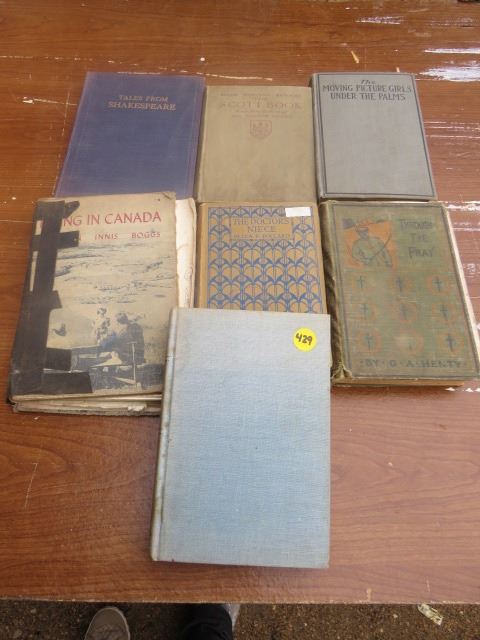 TALES FROM
SHAKESPEARE
SCOTT BOOK
The
MOVING PICTURE GIRLS
UNDER THE PALMS
NG IN CANADA
INNIS BOGGS
THE DOCTOR'S
NIECE
THROUGH
THE
FRAY
BY G A HENTY
429